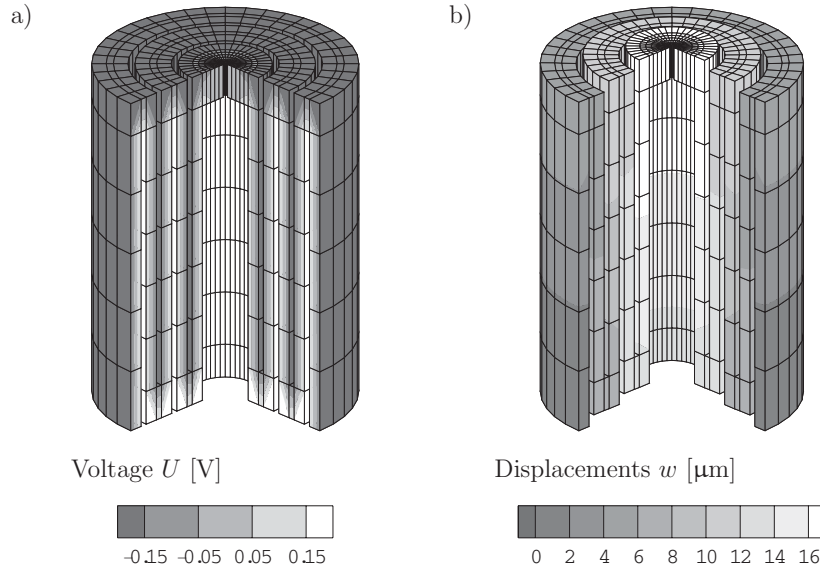 a)
b)
Voltage U [V]
Displacements w [µm]
-0.15 -0.05 0.05 0.15
0 2 4 6 8 10 12 14 16